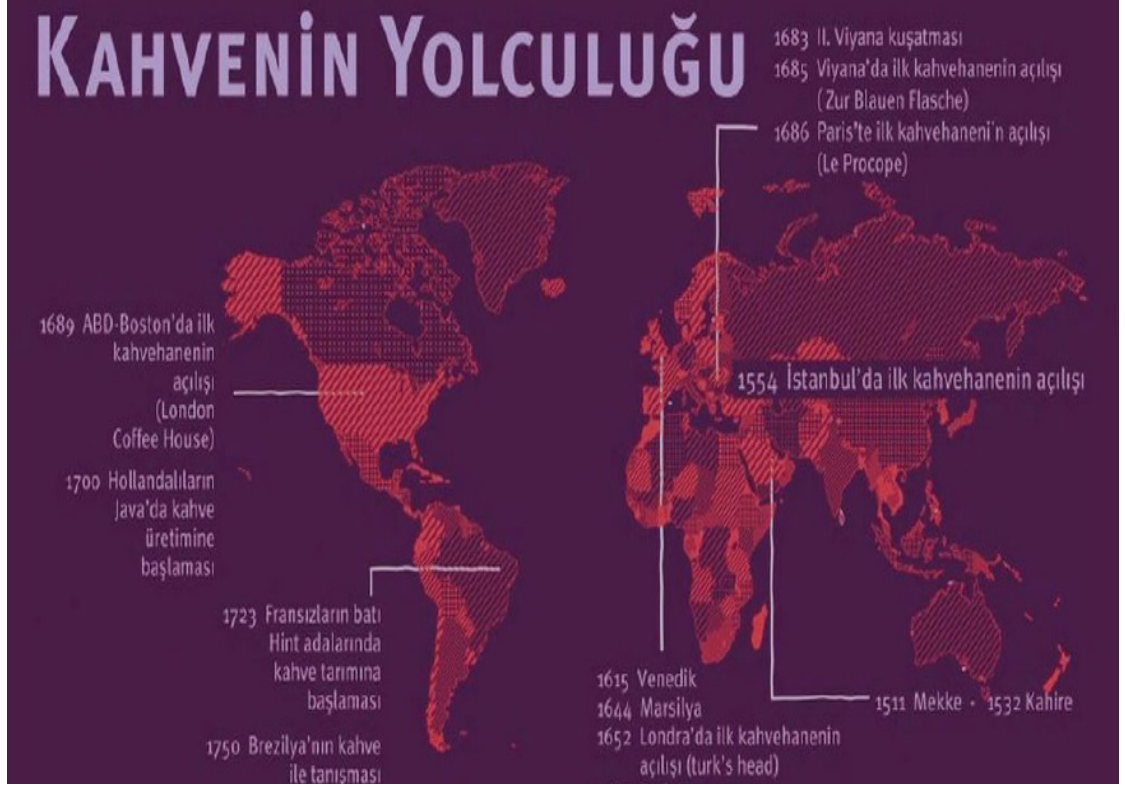 KAHVENİN YOLCULUĞU
1683 II. Viyana kuşatması
1685 Viyana'da ilk kahvehanenin açılışı
(Zur Blauen Flasche)
1686 Paris'te ilk kahvehaneni'n açılışı
(Le Procope)
1554 İstanbul'da ilk kahvehanenin açılışı
1689 ABD-Boston'da ilk
kahvehanenin
açılışı
(London
Coffee House)
1700 Hollandalıların
Java'da kahve
üretimine
başlaması
1723 Fransızların batı
Hint adalarında
kahve tarımına
başlaması
1750 Brezilya'nın kahve
ile tanışması
1615 Venedik
1644 Marsilya
1652 Londra'da ilk kahvehanenin
açılışı (turk's head)
1511 Mekke - 1532 Kahire